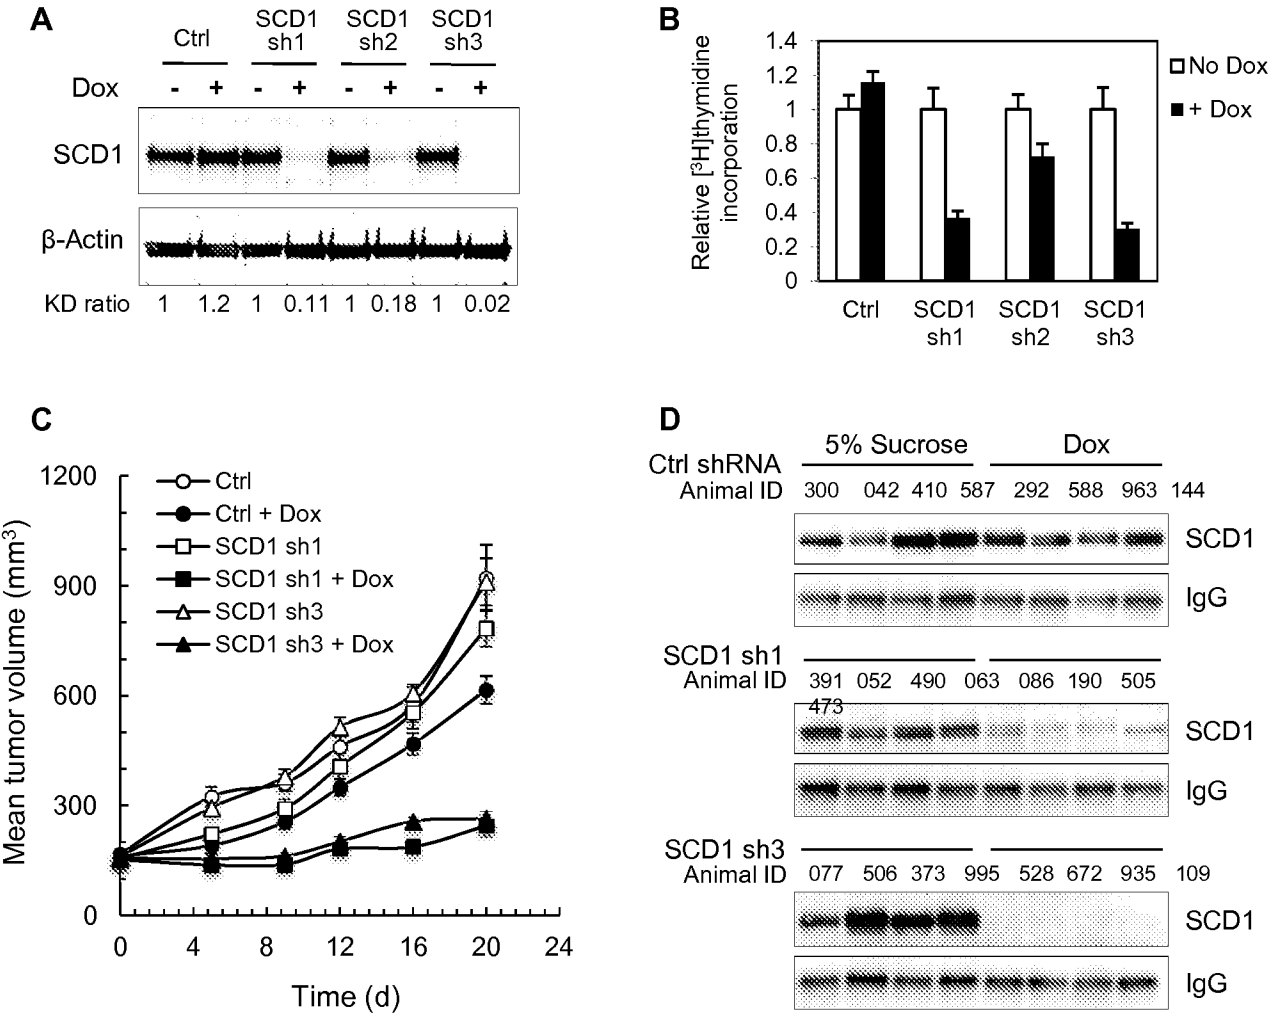 A
Ctrl
SCD1 sh1
SCD1 sh2
SCD1 sh3
Dox - + - + - + - +
SCD1
β-Actin
KD ratio 1 1.2 1 0.11 1 0.18 1 0.02
B
Relative [³H]thymidine
incorporation
1.4
1.2
1
0.8
0.6
0.4
0.2
0
Ctrl
SCD1 sh1
SCD1 sh2
SCD1 sh3
No Dox
+ Dox
C
Mean tumor volume (mm³)
1200
900
600
300
0
Ctrl
Ctrl + Dox
SCD1 sh1
SCD1 sh1 + Dox
SCD1 sh3
SCD1 sh3 + Dox
0 4 8 12 16 20 24
Time (d)
D
5% Sucrose Dox
Ctrl shRNA
Animal ID 300 042 410 587 292 588 963 144
SCD1
IgG
SCD1 sh1
Animal ID 391 052 490 063 086 190 505
473
SCD1
IgG
SCD1 sh3
Animal ID 077 506 373 995 528 672 935 109
SCD1
IgG